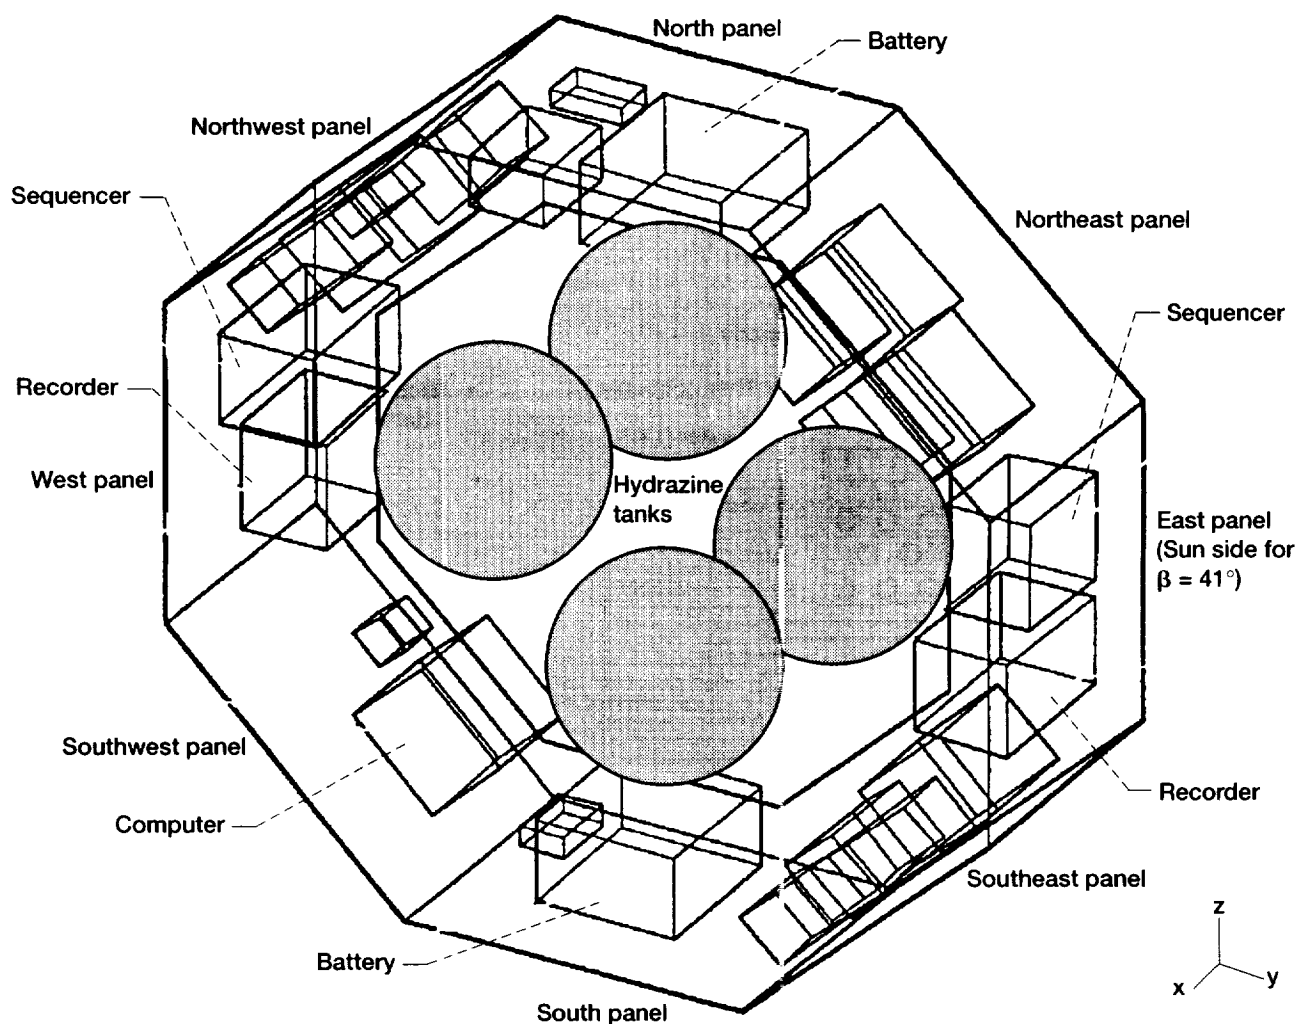 North panel
Battery
Northwest panel
Sequencer
Northeast panel
Sequencer
Recorder
West panel
Hydrazine
tanks
East panel
(Sun side for
β = 41°)
Southwest panel
Computer
Recorder
Southeast panel
Battery
South panel
z
y
x